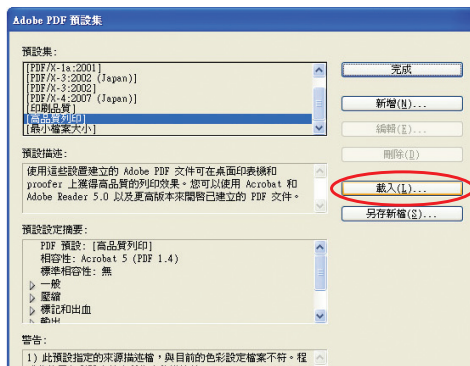 Adobe PDF 預設集
預設集:
[PDF/X-1a:2001]
[PDF/X-3:2002 (Japan)]
[PDF/X-3:2002]
[PDF/X-4:2007 (Japan)]
[印刷品質]
[高品質列印]
[最小檔案大小]
完成
新增(N)...
編輯(E)...
刪除(D)
載入(L)...
另存新檔(S)...
預設描述:
使用這些設置建立的 Adobe PDF 文件可在桌面印表機和
proofer 上獲得高品質的列印效果。您可以使用 Acrobat 和
Adobe Reader 5.0 以及更高版本來開啓已建立的 PDF 文件。
預設設定摘要:
PDF 預設: [高品質列印]
相容性: Acrobat 5 (PDF 1.4)
標準相容性: 無
一般
壓縮
標記和出血
輸出
警告:
1) 此預設指定的來源描述檔，與目前的色彩設定檔案不符。程